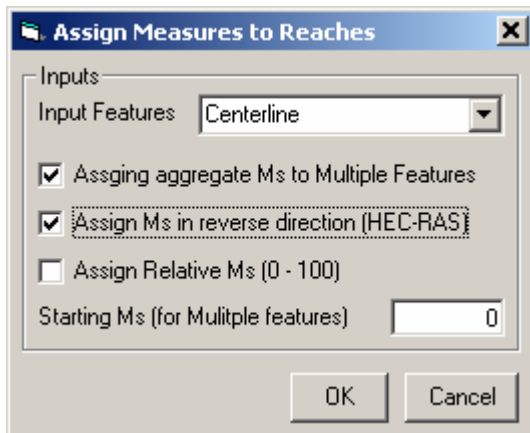 Assign Measures to Reaches
Inputs
Input Features Centerline
Assging aggregate Ms to Multiple Features
Assign Ms in reverse direction (HEC-RAS)
Assign Relative Ms (0 - 100)
Starting Ms (for Mulitple features) 0
OK Cancel